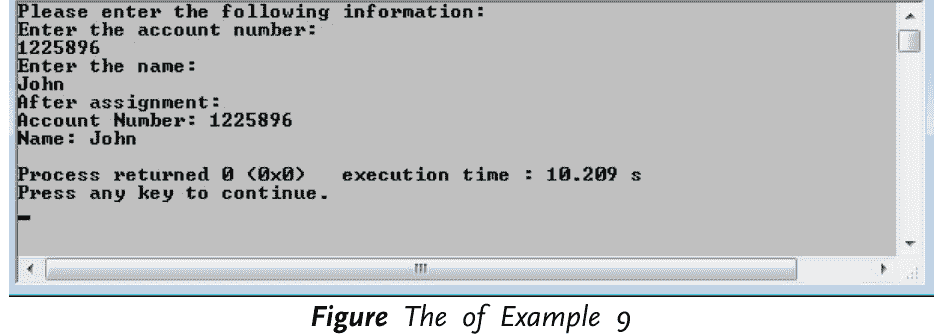 Please enter the following information:
Enter the account number:
1225896
Enter the name:
John
After assignment:
Account Number: 1225896
Name: John
Process returned 0 (0x0)   execution time : 10.209 s
Press any key to continue.
Figure The of Example 9